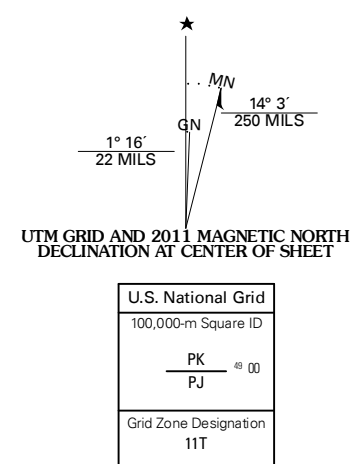 ★
MN
GN
14° 3´
250 MILS
1° 16´
22 MILS
UTM GRID AND 2011 MAGNETIC NORTH
DECLINATION AT CENTER OF SHEET
U.S. National Grid
100,000-m Square ID
PK
49 00
PJ
Grid Zone Designation
11T